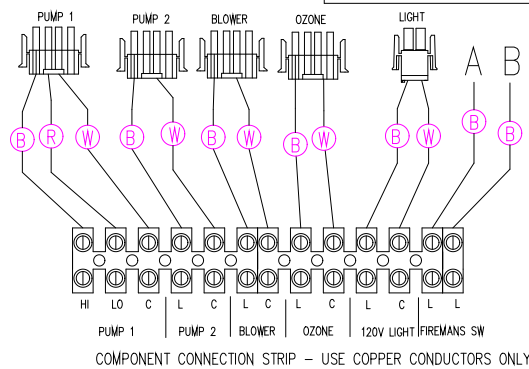 PUMP 1 PUMP 2 BLOWER OZONE LIGHT
A B
B R W B W B W B W B W B B
HI LO C L C L C L C L C L L
PUMP 1 PUMP 2 BLOWER OZONE 120V LIGHT FIREMANS SW
COMPONENT CONNECTION STRIP – USE COPPER CONDUCTORS ONLY